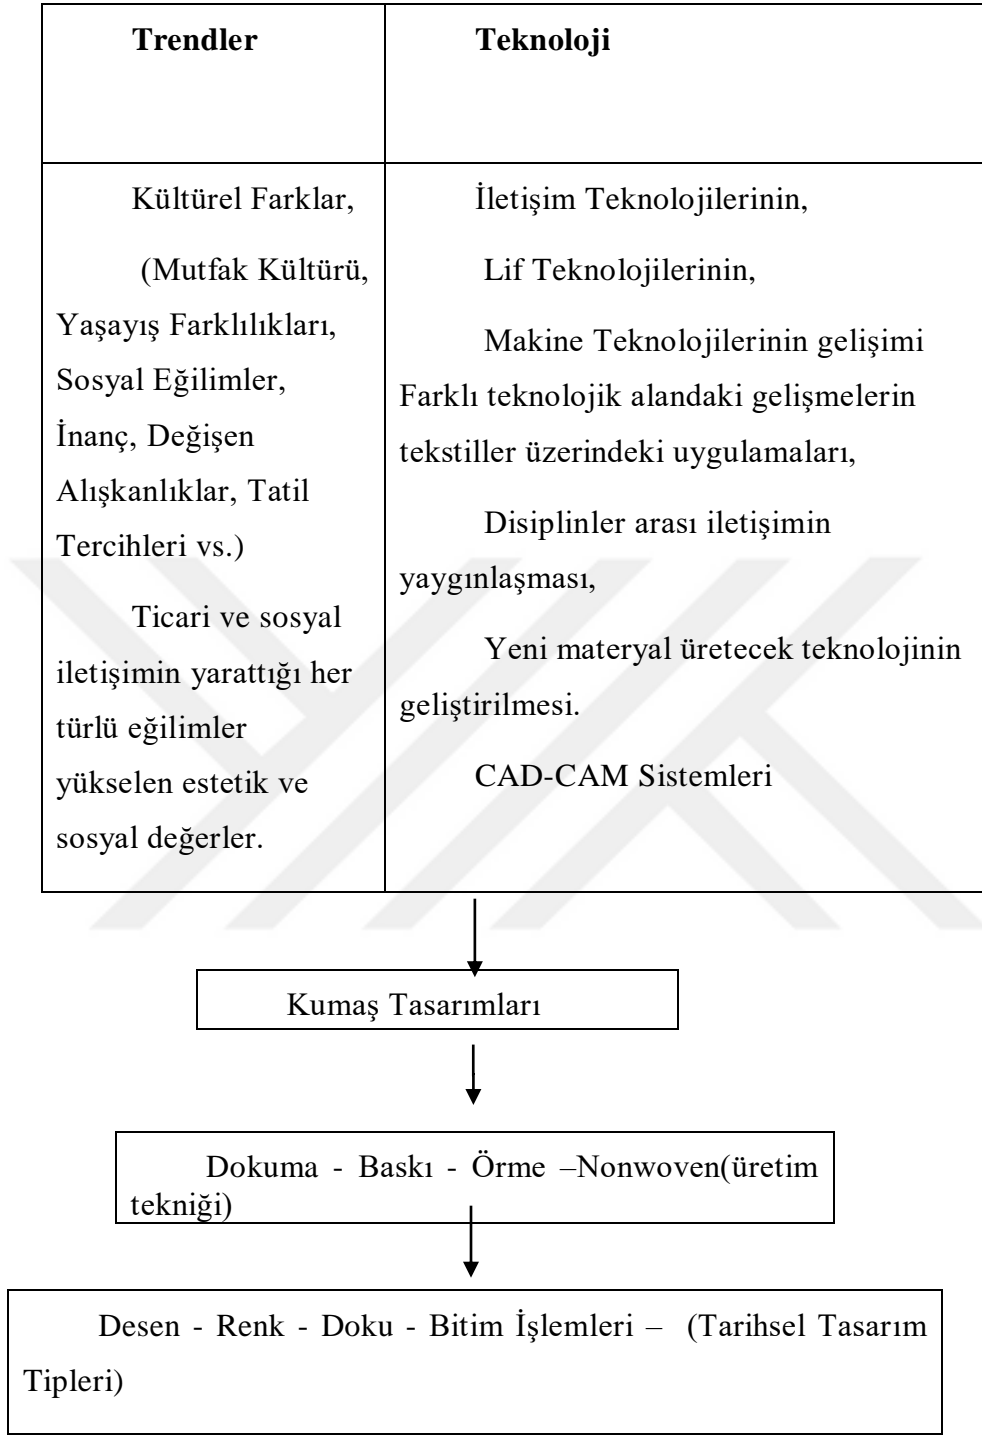 Trendler
Teknoloji
Kültürel Farklar,
(Mutfak Kültürü,
Yaşayış Farklılıkları,
Sosyal Eğilimler,
İnanç, Değişen
Alışkanlıklar, Tatil
Tercihleri vs.)
Ticari ve sosyal
iletişimin yarattığı her
türlü eğilimler
yükselen estetik ve
sosyal değerler.
İletişim Teknolojilerinin,
Lif Teknolojilerinin,
Makine Teknolojilerinin gelişimi
Farklı teknolojik alandaki gelişmelerin
tekstiller üzerindeki uygulamaları,
Disiplinler arası iletişimin
yaygınlaşması,
Yeni materyal üretecek teknolojinin
geliştirilmesi.
CAD-CAM Sistemleri
Kumaş Tasarımları
Dokuma - Baskı - Örme –Nonwoven(üretim
tekniği)
Desen - Renk - Doku - Bitim İşlemleri – (Tarihsel Tasarım
Tipleri)